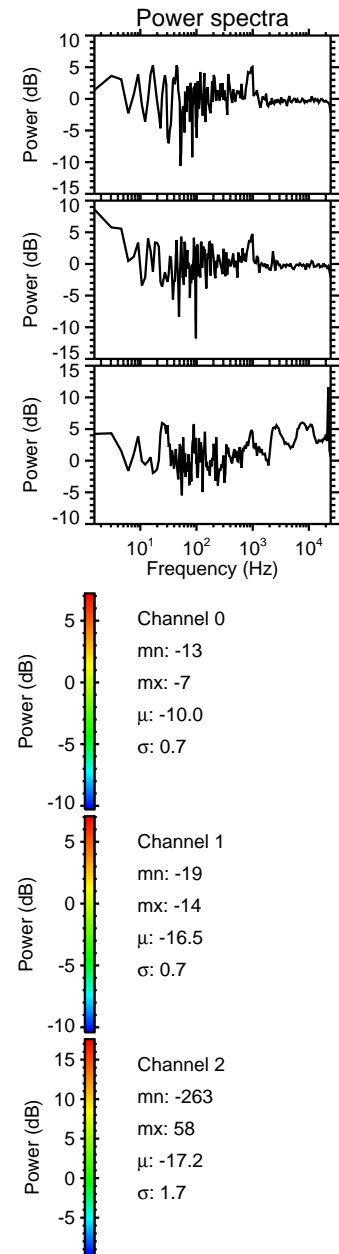 Power spectra
10
5
0
-5
-10
-15
Power (dB)
10
5
0
-5
-10
-15
Power (dB)
15
10
5
0
-5
-10
Power (dB)
10¹ 10² 10³ 10⁴
Frequency (Hz)
5
0
-5
-10
Power (dB)
Channel 0
mn: -13
mx: -7
μ: -10.0
σ: 0.7
5
0
-5
-10
Power (dB)
Channel 1
mn: -19
mx: -14
μ: -16.5
σ: 0.7
15
10
5
0
-5
Power (dB)
Channel 2
mn: -263
mx: 58
μ: -17.2
σ: 1.7